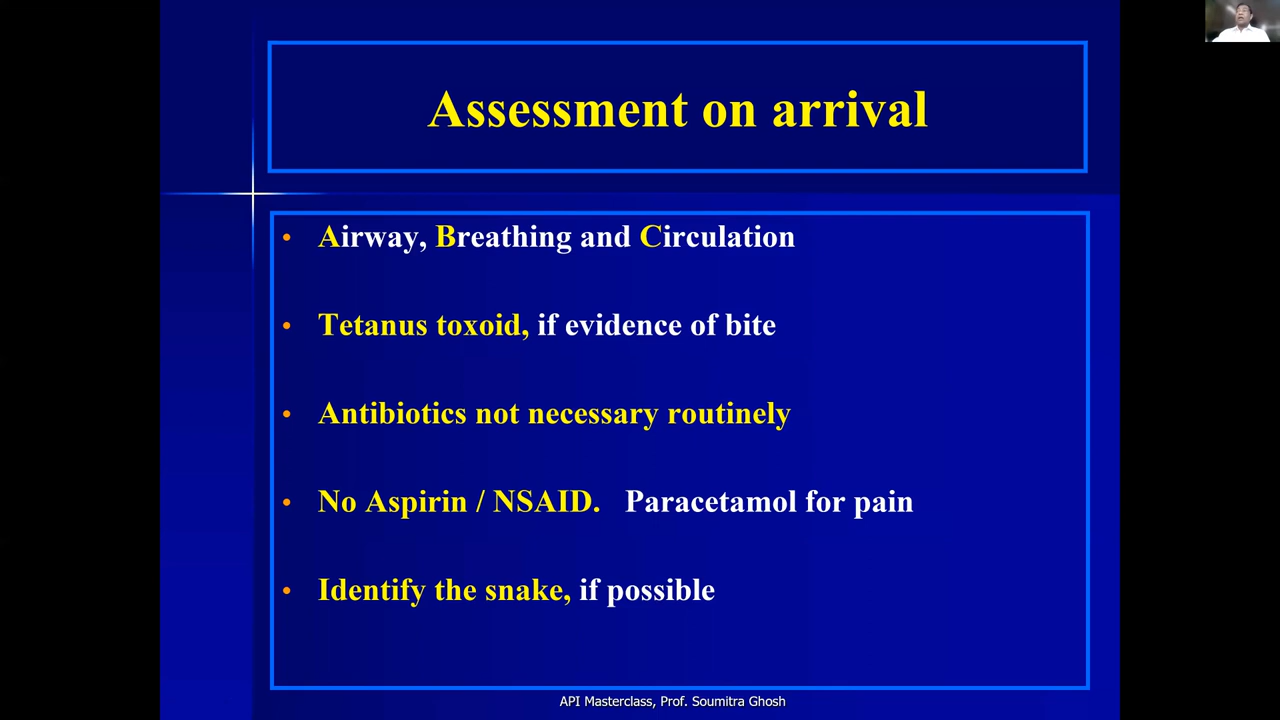 Assessment on arrival
• Airway, Breathing and Circulation
• Tetanus toxoid, if evidence of bite
• Antibiotics not necessary routinely
• No Aspirin / NSAID. Paracetamol for pain
• Identify the snake, if possible
API Masterclass, Prof. Soumitra Ghosh